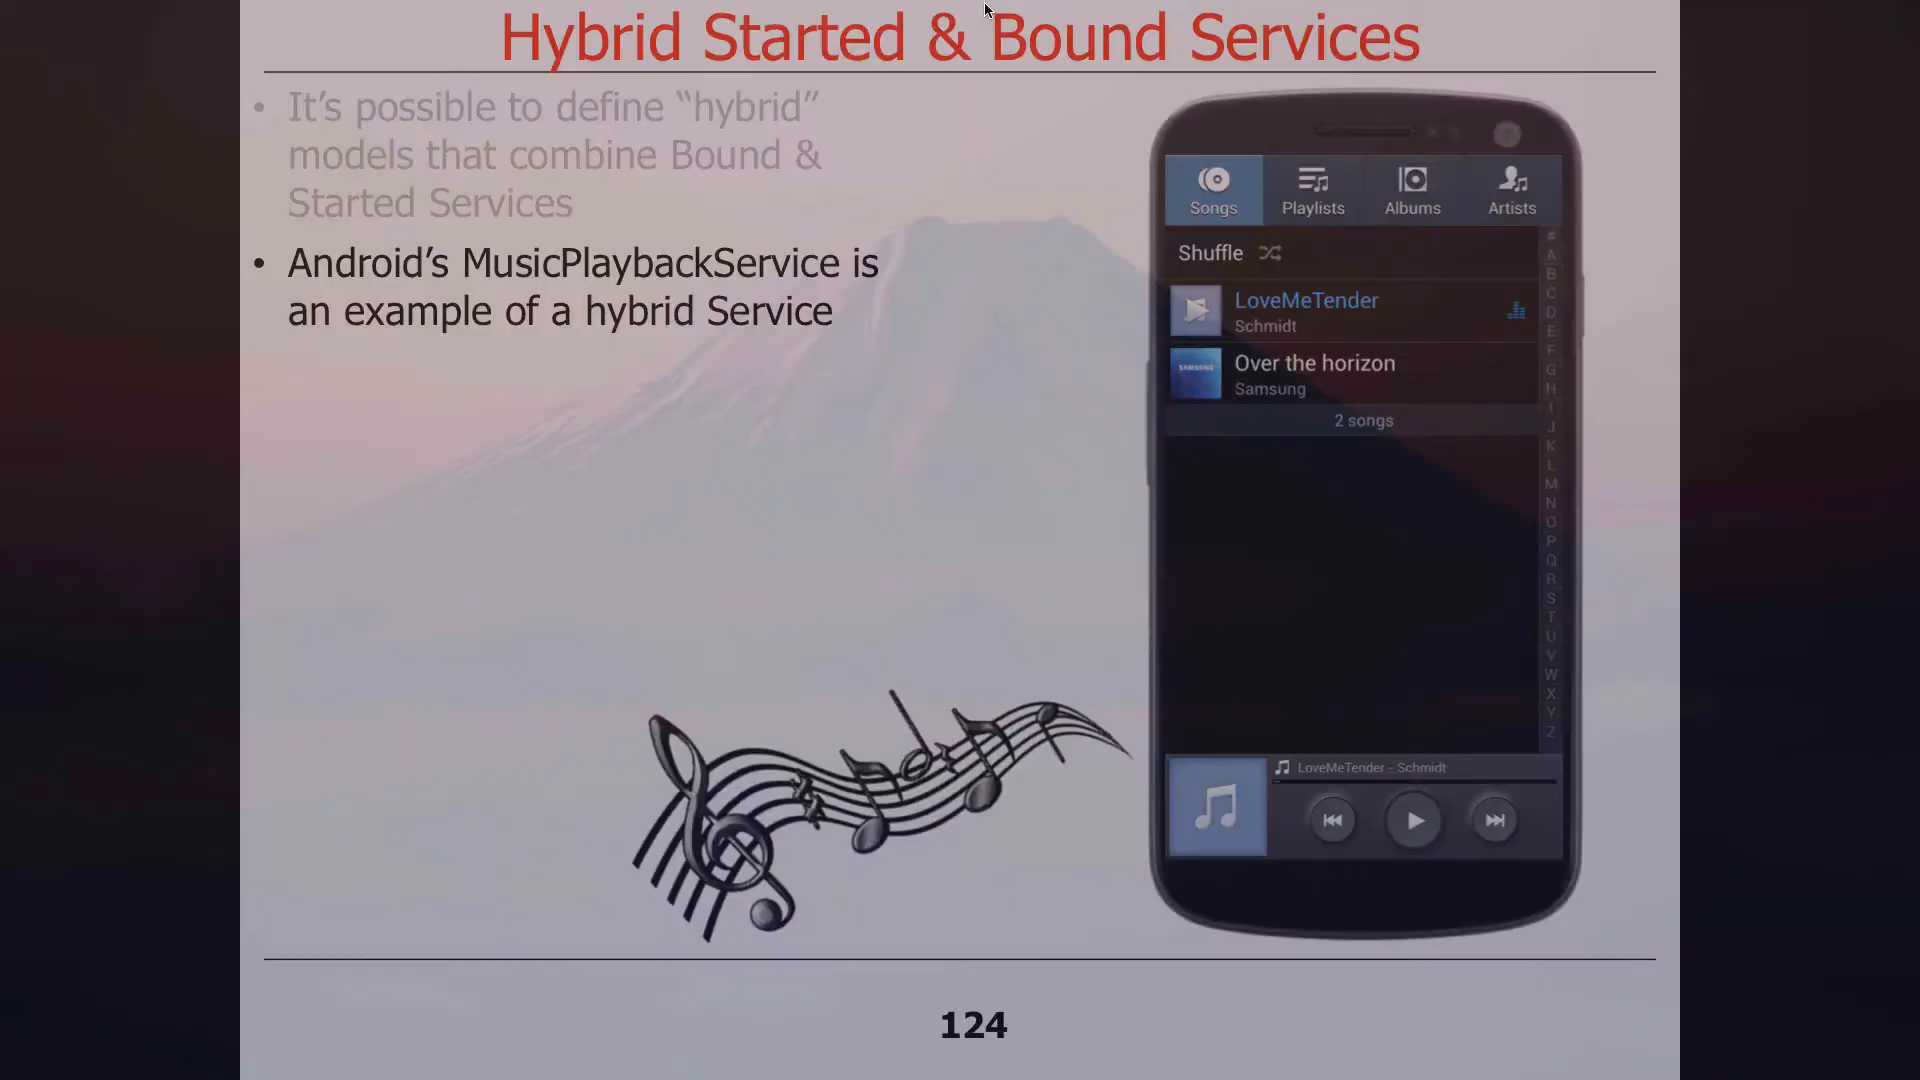 Hybrid Started & Bound Services
• It’s possible to define “hybrid”
models that combine Bound &
Started Services
• Android’s MusicPlaybackService is
an example of a hybrid Service
Songs Playlists Albums Artists
Shuffle
LoveMeTender
Schmidt
SAMSUNG
Over the horizon
Samsung
2 songs
#
A
B
C
D
E
F
G
H
I
J
K
L
M
N
O
P
Q
R
S
T
U
V
W
X
Y
Z
LoveMeTender - Schmidt
124